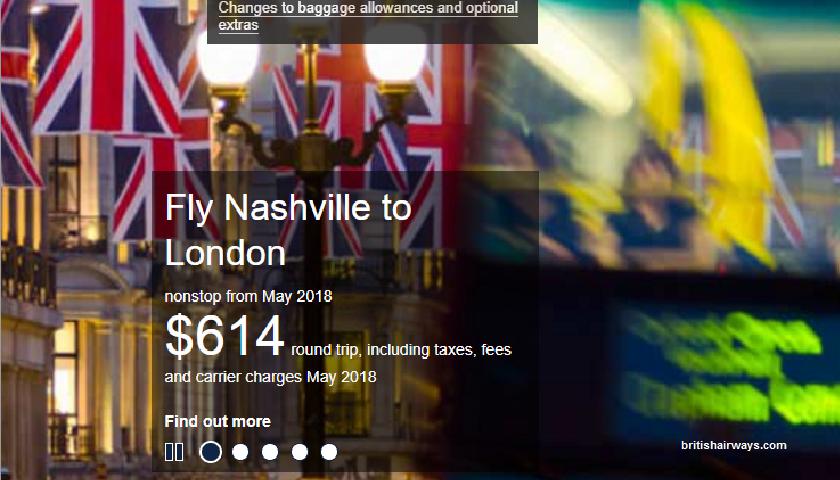 Changes to baggage allowances and optional
extras
Fly Nashville to
London
nonstop from May 2018
$614 round trip, including taxes, fees
and carrier charges May 2018
Find out more
britishairways.com